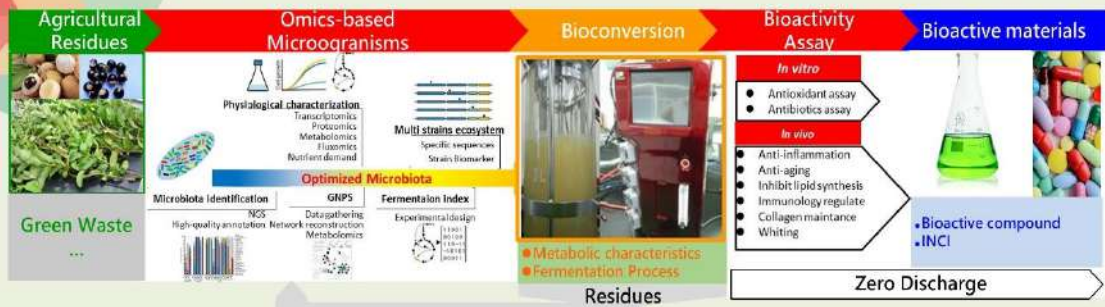 Agricultural
Residues
Omics-based
Microogranisms
Bioconversion
Bioactivity
Assay
Bioactive materials
Physiological characterization
Transcriptomics
Proteomics
Metabolomics
Fluxomics
Nutrient demand
Multi strains ecosystem
Specific sequences
Strain Biomarker
Optimized Microbiota
Microbiota Identification
NGS
High-quality annotation
GNPS
Data gathering
Network reconstruction
Metabolomics
Fermentaion Index
Experimental design
Green Waste
...
Metabolic characteristics
Fermentation Process
Residues
In vitro
Antioxidant assay
Antibiotics assay
In vivo
Anti-inflammation
Anti-aging
Inhibit lipid synthesis
Immunology regulate
Collagen maintance
Whiting
Bioactive compound
INCI
Zero Discharge